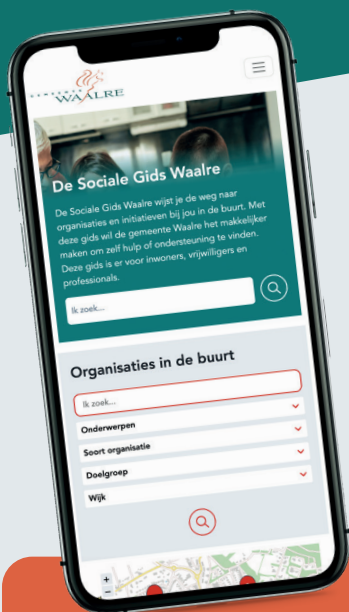 GEMEENTE
WAALRE
De Sociale Gids Waalre
De Sociale Gids Waalre wijst je de weg naar
organisaties en initiatieven bij jou in de buurt. Met
deze gids wil de gemeente Waalre het makkelijker
maken om zelf hulp of ondersteuning te vinden.
Deze gids is er voor inwoners, vrijwilligers en
professionals.
Ik zoek...
Organisaties in de buurt
Ik zoek...
Onderwerpen
Soort organisatie
Doelgroep
Wijk
+
−